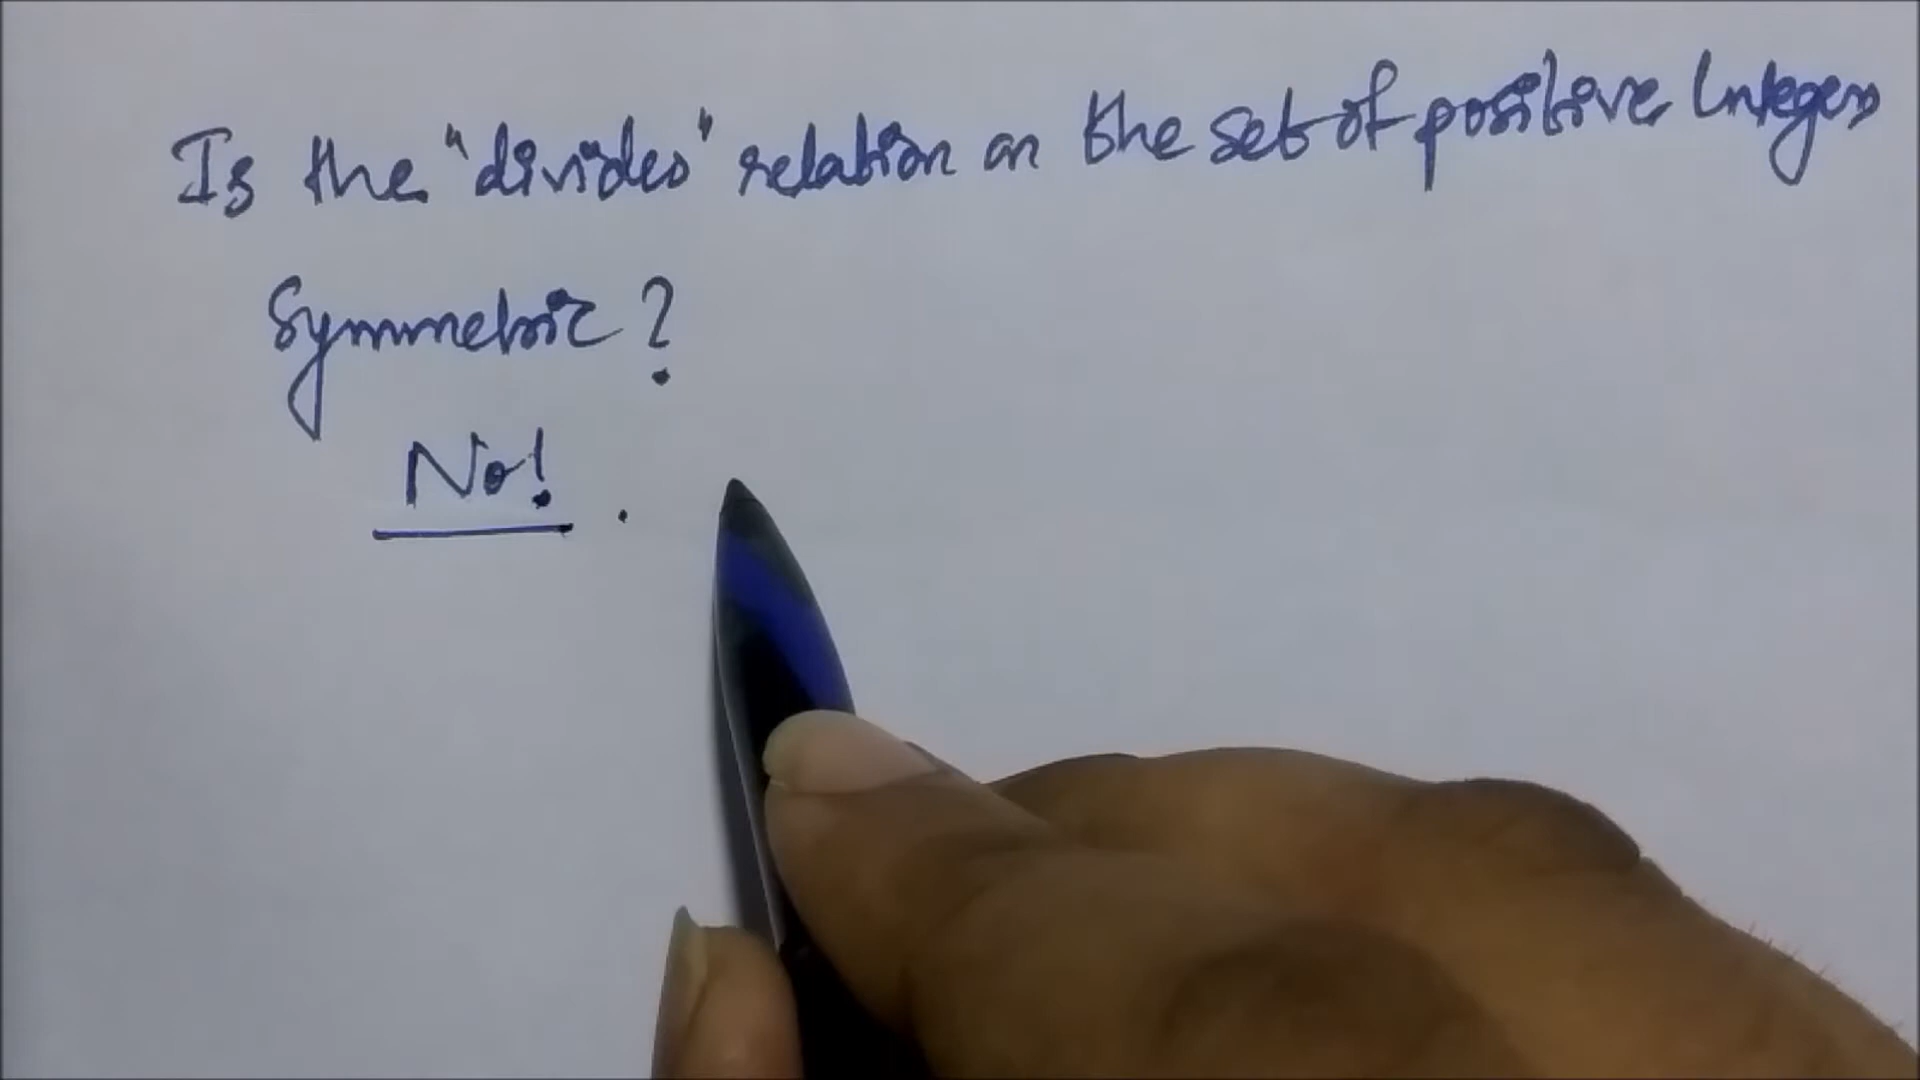 Is the "divides" relation on the set of positive Integers
Symmetric?
No!